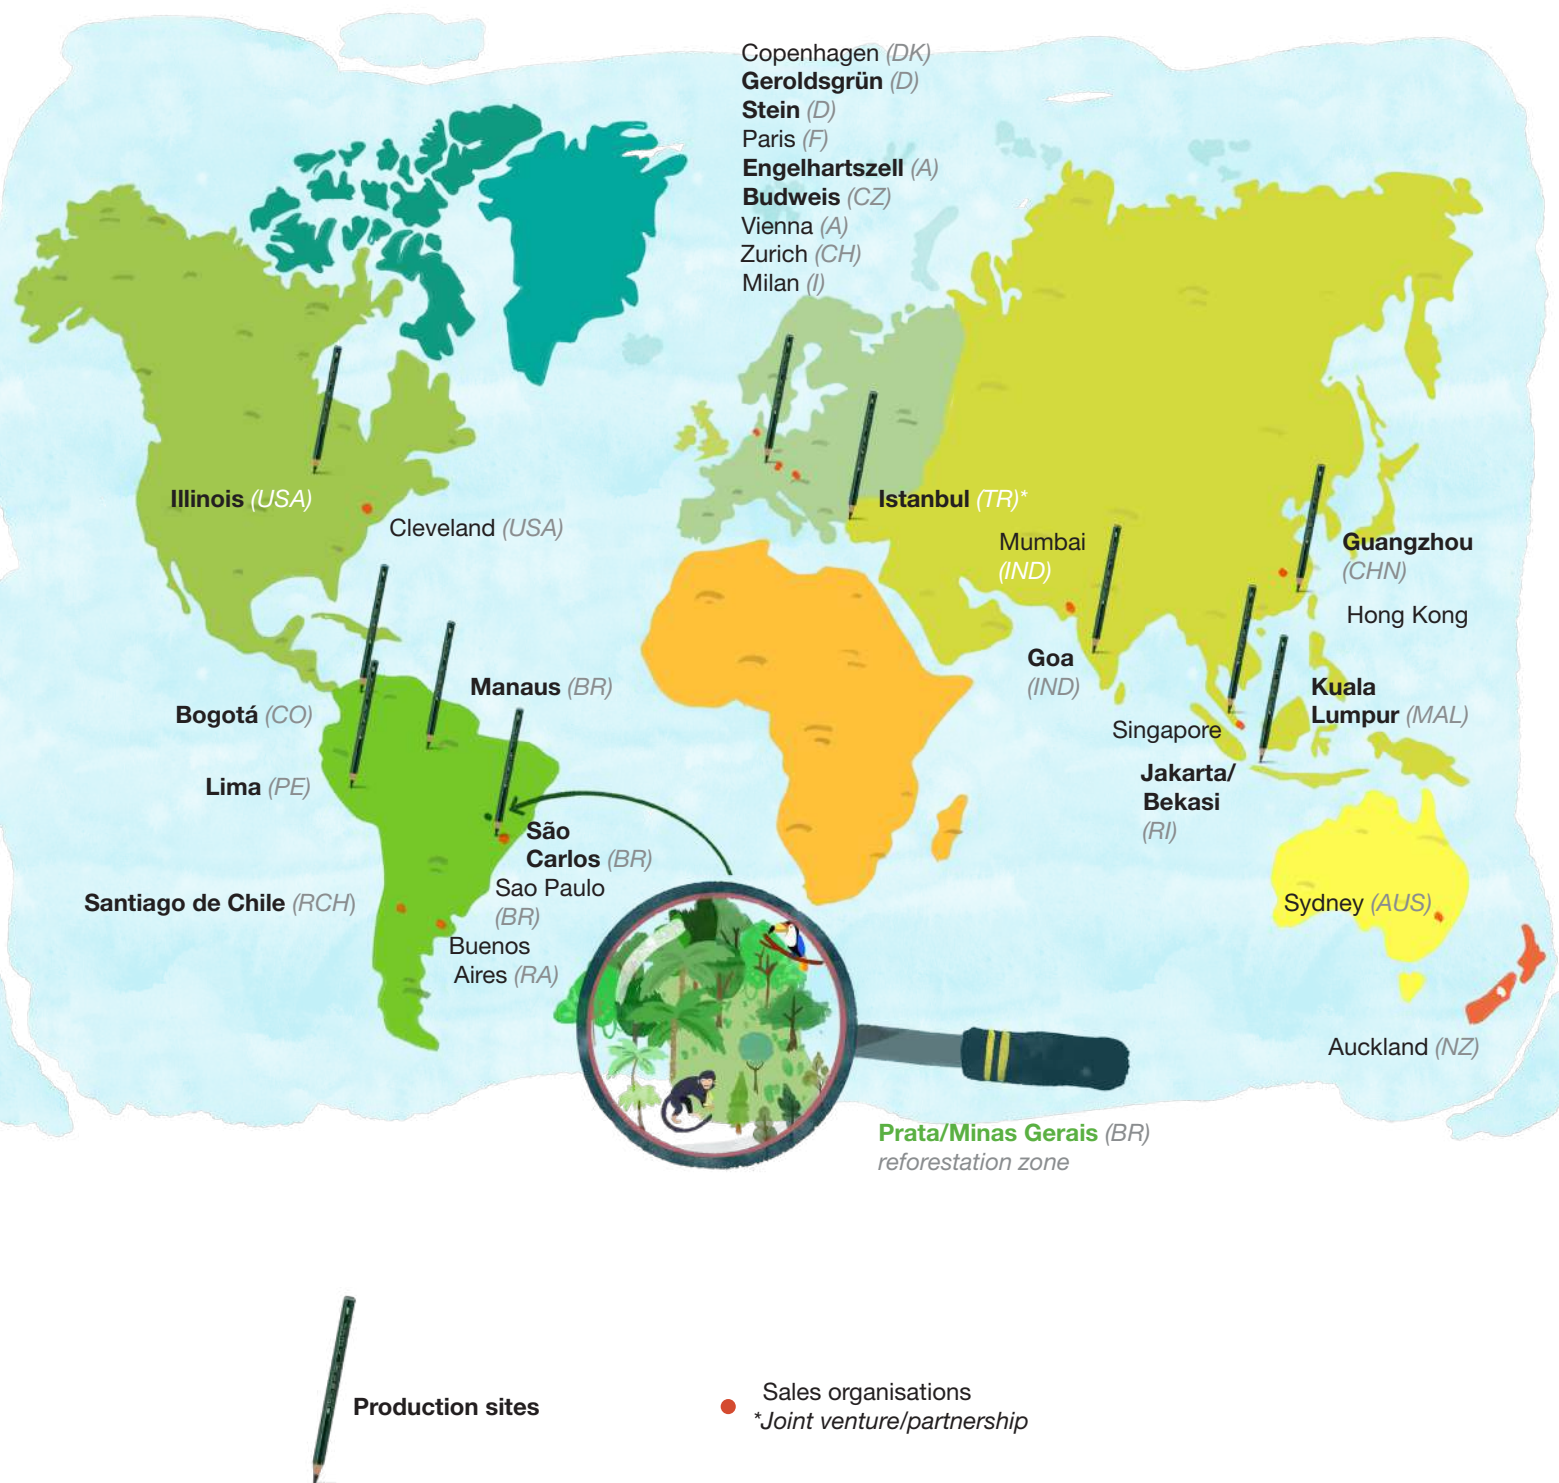 Copenhagen (DK)
Geroldsgrün (D)
Stein (D)
Paris (F)
Engelhartszell (A)
Budweis (CZ)
Vienna (A)
Zurich (CH)
Milan (I)
Illinois (USA)
Cleveland (USA)
Istanbul (TR)*
Mumbai
(IND)
Guangzhou
(CHN)
Hong Kong
Goa
(IND)
Manaus (BR)
Bogotá (CO)
Kuala
Lumpur (MAL)
Singapore
Lima (PE)
Jakarta/
Bekasi
(RI)
São
Carlos (BR)
Sao Paulo
(BR)
Santiago de Chile (RCH)
Buenos
Aires (RA)
Sydney (AUS)
Auckland (NZ)
Prata/Minas Gerais (BR)
reforestation zone
Production sites
Sales organisations
*Joint venture/partnership